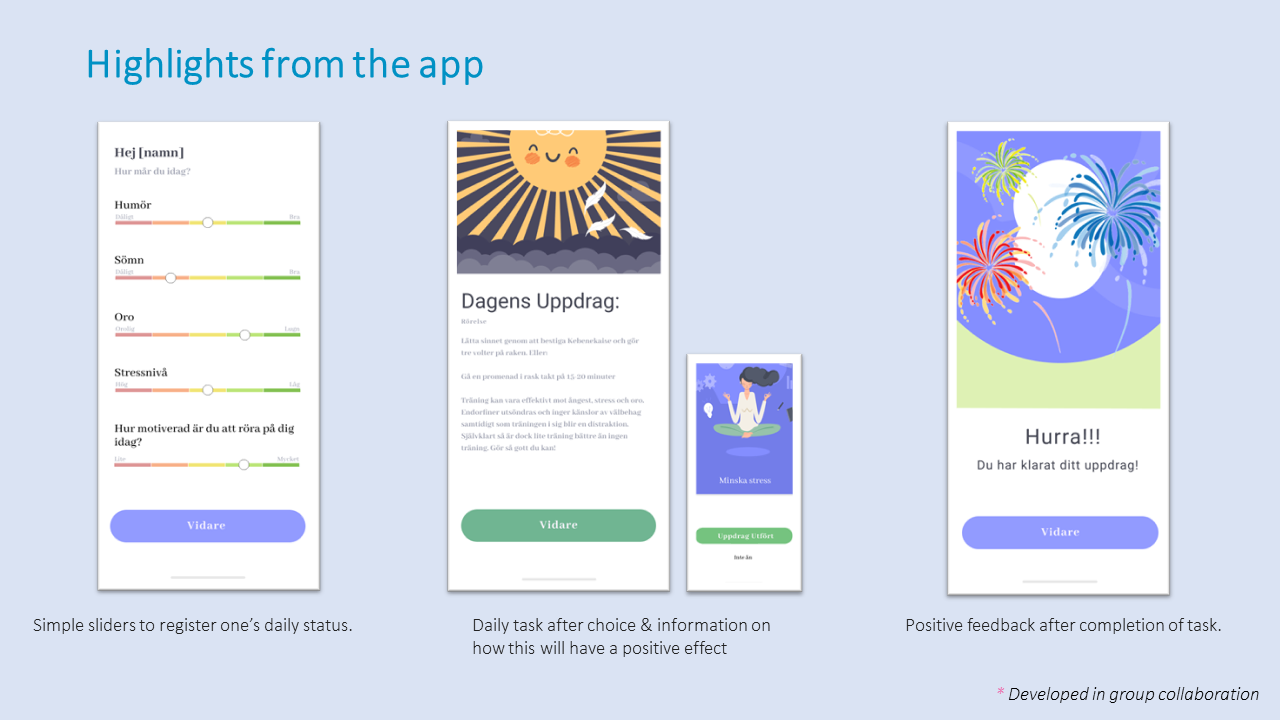 Highlights from the app
Hej [namn]
Hur mår du idag?
Humör
Dåligt Bra
Sömn
Dåligt Bra
Oro
Orolig Lugn
Stressnivå
Hög Låg
Hur motiverad är du att röra på dig
idag?
Lite Mycket
Vidare
Simple sliders to register one’s daily status.
Dagens Uppdrag:
Rörelse
Lätta sinnet genom att bestiga Kebenekaise och gör
tre volter på raken. Eller:
Gå en promenad i rask takt på 15-20 minuter
Träning kan vara effektivt mot ångest, stress och oro.
Endorfiner utsöndras och inger känslor av välbehag
samtidigt som träningen i sig blir en distraktion.
Självklart så är dock lite träning bättre än ingen
träning. Gör så gott du kan!
Vidare
Minska stress
Uppdrag Utfört
Inte än
Daily task after choice & information on
how this will have a positive effect
Hurra!!!
Du har klarat ditt uppdrag!
Vidare
Positive feedback after completion of task.
* Developed in group collaboration